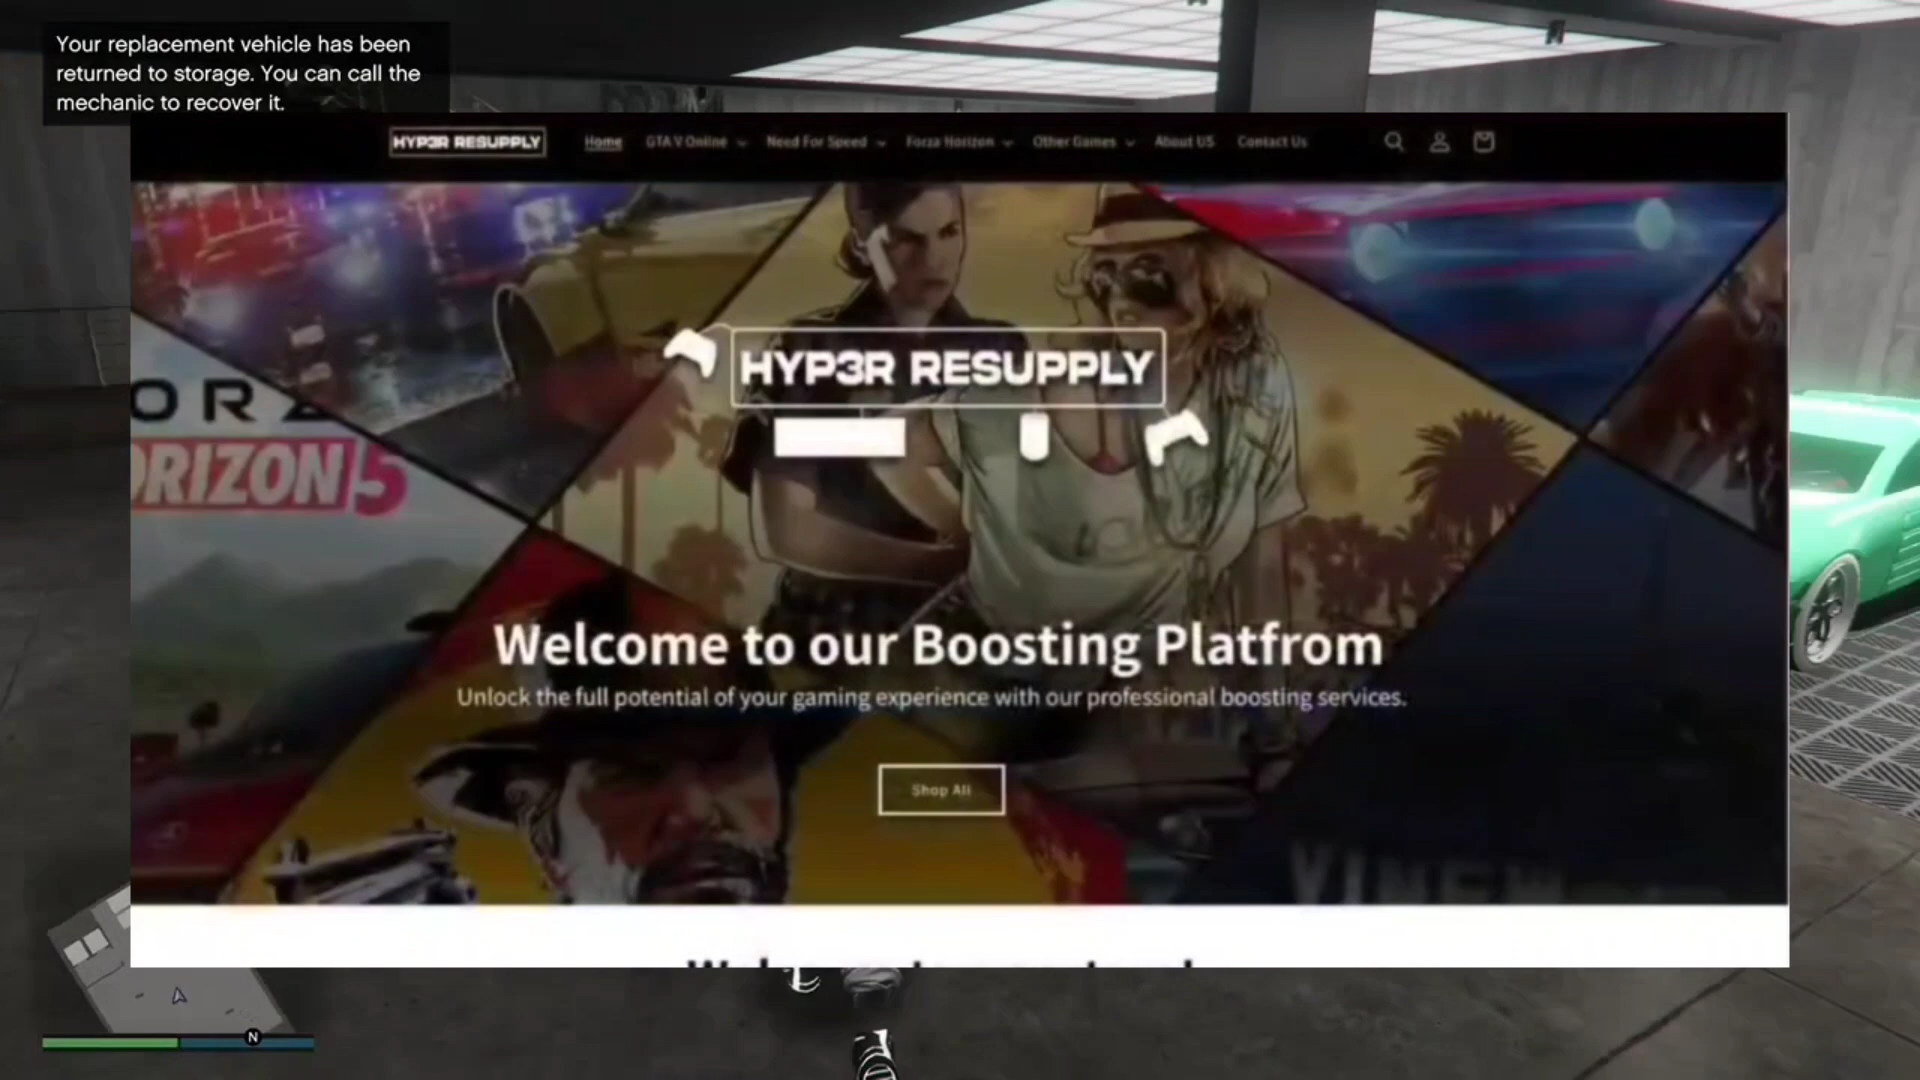 Your replacement vehicle has been
returned to storage. You can call the
mechanic to recover it.
HYP3R RESUPPLY Home GTA V Online Need For Speed Forza Horizon Other Games About US Contact Us
HYP3R RESUPPLY
ORZ
ORIZON 5
Welcome to our Boosting Platfrom
Unlock the full potential of your gaming experience with our professional boosting services.
Shop All
N